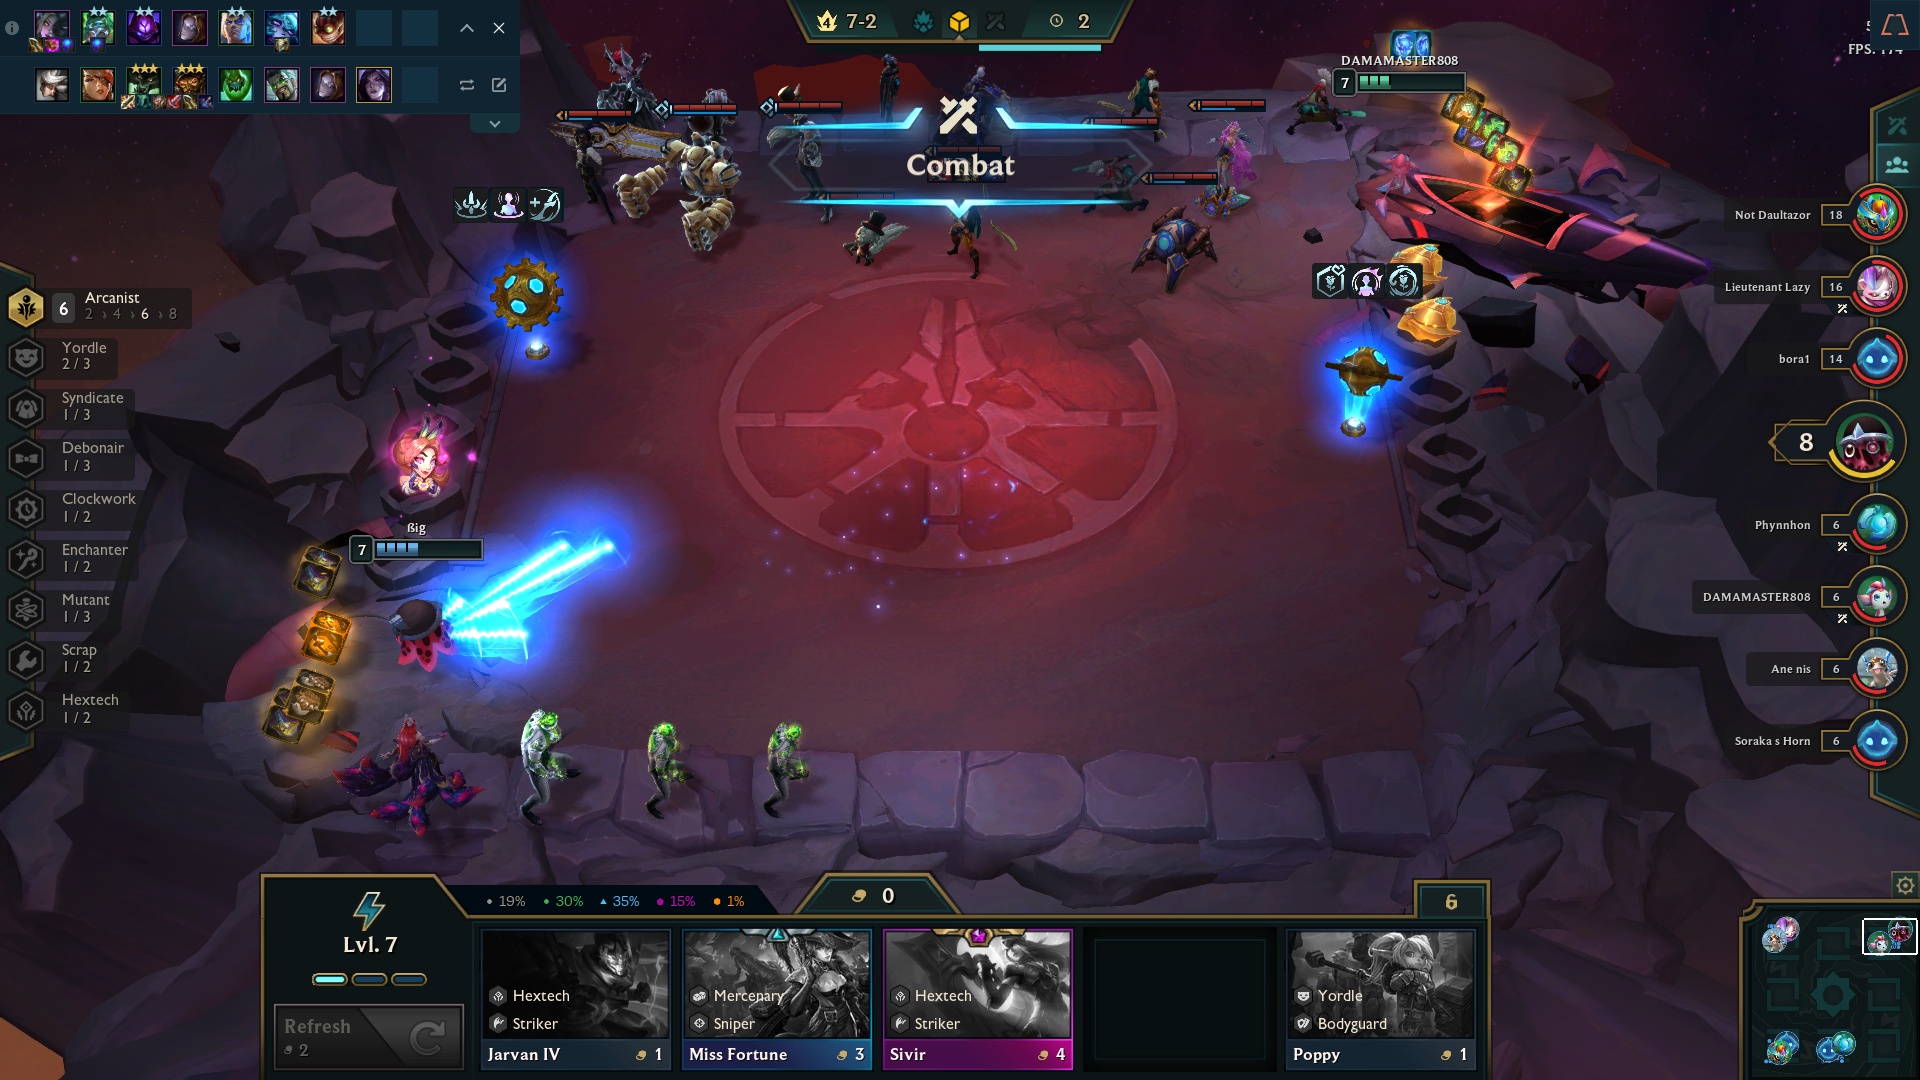 7-2
2
FPS: 174
DAMAMASTER808
7
Combat
6
Arcanist
2 › 4 › 6 › 8
Yordle
2 / 3
Syndicate
1 / 3
Debonair
1 / 3
Clockwork
1 / 2
Enchanter
1 / 2
Mutant
1 / 3
Scrap
1 / 2
Hextech
1 / 2
Not Daultazor
18
Lieutenant Lazy
16
bora1
14
8
Phynnhon
6
DAMAMASTER808
6
Ane nis
6
Soraka s Horn
6
ßig
7
Lvl. 7
19%
30%
35%
15%
1%
0
6
Refresh
2
Hextech
Striker
Jarvan IV
1
Mercenary
Sniper
Miss Fortune
3
Hextech
Striker
Sivir
4
Yordle
Bodyguard
Poppy
1